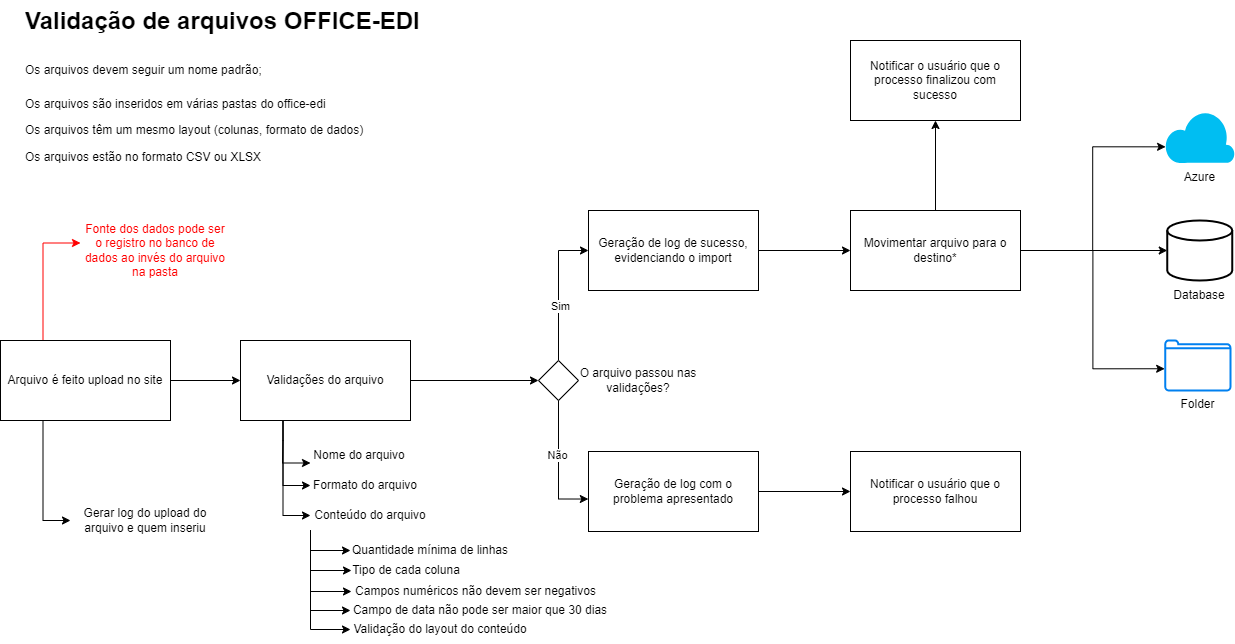 Validação de arquivos OFFICE-EDI
Os arquivos devem seguir um nome padrão;
Os arquivos são inseridos em várias pastas do office-edi
Os arquivos têm um mesmo layout (colunas, formato de dados)
Os arquivos estão no formato CSV ou XLSX
Notificar o usuário que o
processo finalizou com
sucesso
Azure
Fonte dos dados pode ser
o registro no banco de
dados ao invés do arquivo
na pasta
Geração de log de sucesso,
evidenciando o import
Movimentar arquivo para o
destino*
Database
Sim
Arquivo é feito upload no site
Validações do arquivo
O arquivo passou nas
validações?
Folder
Não
Nome do arquivo
Formato do arquivo
Conteúdo do arquivo
Geração de log com o
problema apresentado
Notificar o usuário que o
processo falhou
Gerar log do upload do
arquivo e quem inseriu
Quantidade mínima de linhas
Tipo de cada coluna
Campos numéricos não devem ser negativos
Campo de data não pode ser maior que 30 dias
Validação do layout do conteúdo